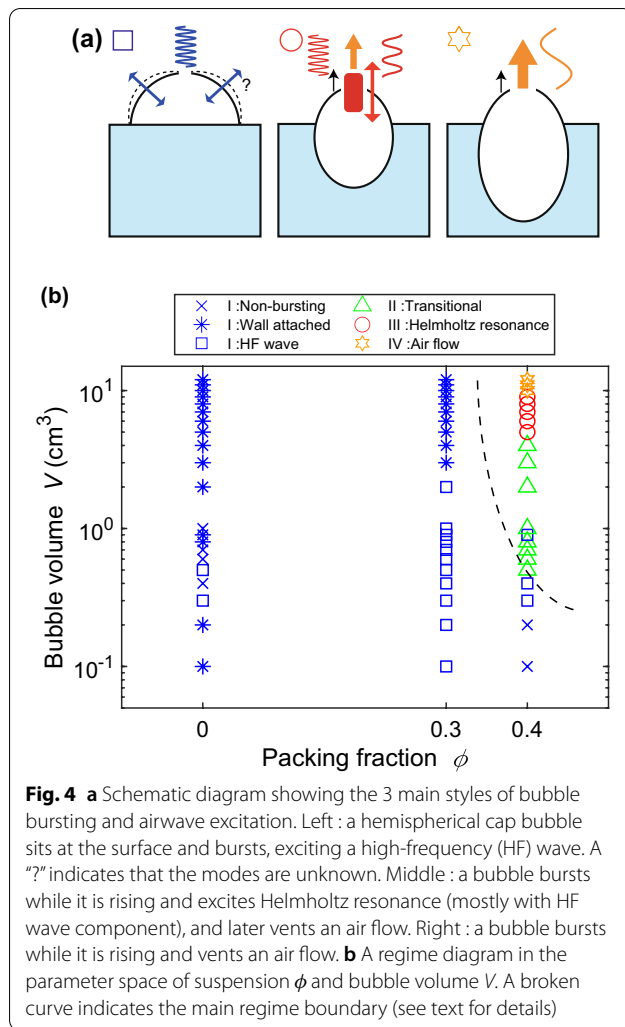 (a)
?
(b)
I :Non-bursting
II :Transitional
I :Wall attached
III :Helmholtz resonance
I :HF wave
IV :Air flow
10¹
10⁰
10⁻¹
Bubble volume V (cm³)
0
0.3
0.4
Packing fraction ϕ
Fig. 4 a Schematic diagram showing the 3 main styles of bubble
bursting and airwave excitation. Left : a hemispherical cap bubble
sits at the surface and bursts, exciting a high-frequency (HF) wave. A
“?” indicates that the modes are unknown. Middle : a bubble bursts
while it is rising and excites Helmholtz resonance (mostly with HF
wave component), and later vents an air flow. Right : a bubble bursts
while it is rising and vents an air flow. b A regime diagram in the
parameter space of suspension ϕ and bubble volume V. A broken
curve indicates the main regime boundary (see text for details)